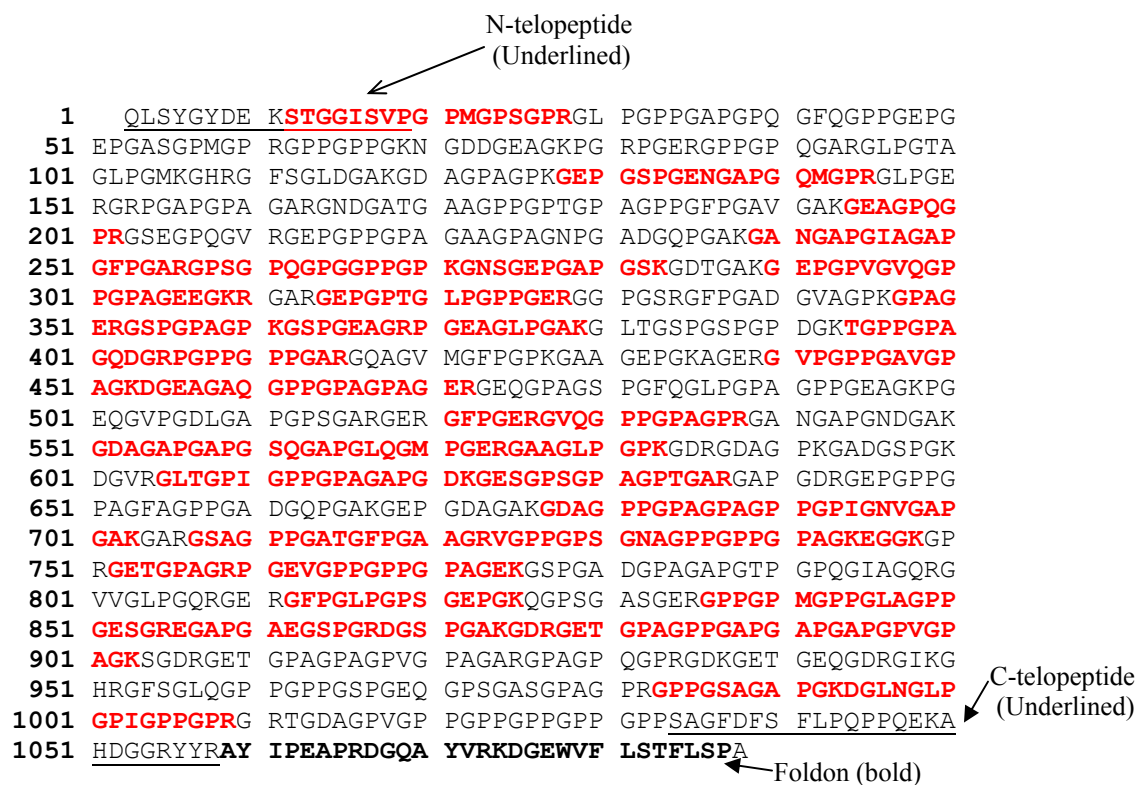 N-telopeptide
(Underlined)
1 QLSYGYDE KSTGGISVPG PMGPSGPRGL PGPPGAPGPQ GFQGPPGEPG
51 EPGASGPMGP RGPPGPPGKN GDDGEAGKPG RPGERGPPGP QGARGLPGTA
101 GLPGMKGHRG FSGLDGAKGD AGPAGPKGEPG GSPGENGAPG QMGPRGLPGE
151 RGRPGAPGPA GARGNDGATG AAGPPGPTGP AGPPGFPGAV GAKGEAGPQG
201 PRGSEGPQGV RGEPGPPGPA GAAGPAGNPG ADGQPGAKGA NGAPGIAGAP
251 GFPGARGPSG PQGPGGPPGP KGNSGEPGAP GSKGDTGAKG EPGPVGVQGP
301 PGPAGEEGKR GARGEPGPTG LPGPPGERGG PGSRGFPGAD GVAGPKGPAG
351 ERGSPGPAGP KGSPGEAGRP GEAGLPGAKG LTGSPGSPGP DGKTGPPGPA
401 GQDGRPGPPG PPGARGQAGV MGFPGPKGAA GEPGKAGERG VPGPPGAVGP
451 AGKDGEAGAQ GPPGPAGPAG ERGEQGPAGS PGFQGLPGPA GPPGEAGKPG
501 EQGVPGDLGA PGPSGARGER GFPGERGVQG PPGPAGPRGA NGAPGNDGAK
551 GDAGAPGAPG SQGAPGLQGM PGERGAAGLP GPKGDRGDAG PKGADGSPGK
601 DGVRGLTGPI GPPGPAGAPG DKGESGPSGP AGPTGARGAP GDRGEPGPPG
651 PAGFAGPPGA DGQPGAKGEP GDAGAKGDAG PPGPAGPAGP PGPIGNVGAP
701 GAKGARGSAG PPGATGFPGA AGRVGPPGPS GNAGPPGPPG PAGKEGGKGP
751 RGETGPAGRP GEVGPPGPPG PAGEKGSPGA DGPAGAPGTP GPQGIAGQRG
801 VVGLPGQRGE RGFPGLPGPS GEPGKQGPSG ASGERGPPGP MGPPGLAGPP
851 GESGREGAPG AEGSPGRDGS PGAKGDRGET GPAGPPGAPG APGAPGPVGP
901 AGKSGDRGET GPAGPAGPVG PAGARGPAGP QGPRGDKGET GEQGDRGIKG
951 HRGFSGLQGP PGPPGSPGEQ GPSGASGPAG PRGPPGSAGA PGKDGLNGLP
1001 GPIGPPGPRG RTGDAGPVGP PGPPGPPGPP GPPSAGFDFS FLPQPPQEKA
1051 HDGGRYYRAY IPEAPRDGQA YVRKDGEWVF LSTFLSPA
C-telopeptide
(Underlined)
Foldon (bold)